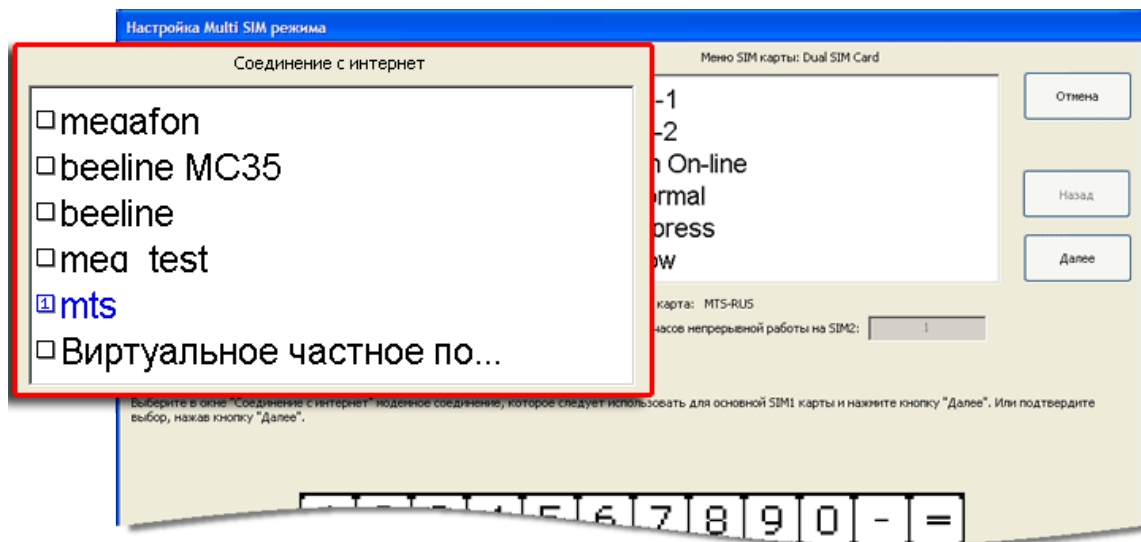 Настройка Multi SIM режима
Соединение с интернет
megafon
beeline MC35
beeline
meg_test
1 mts
Виртуальное частное по...
Меню SIM карты: Dual SIM Card
-1
-2
On-line
Отмена
Назад
Далее
карта: MTS-RUS
часов непрерывной работы на SIM2: 1
Выберите в окне "Соединение с интернет" модемное соединение, которое следует использовать для основной SIM1 карты и нажмите кнопку "Далее". Или подтвердите
выбор, нажав кнопку "Далее".
5 6 7 8 9 0 - =